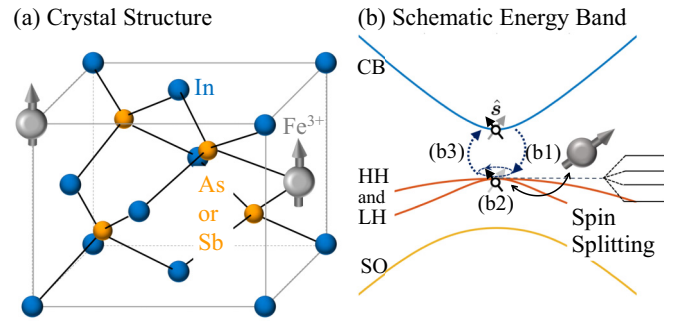 (a) Crystal Structure
In
Fe3+
As
or
Sb
(b) Schematic Energy Band
CB
ŝ
(b3)
(b1)
HH
and
LH
(b2)
Spin
Splitting
SO